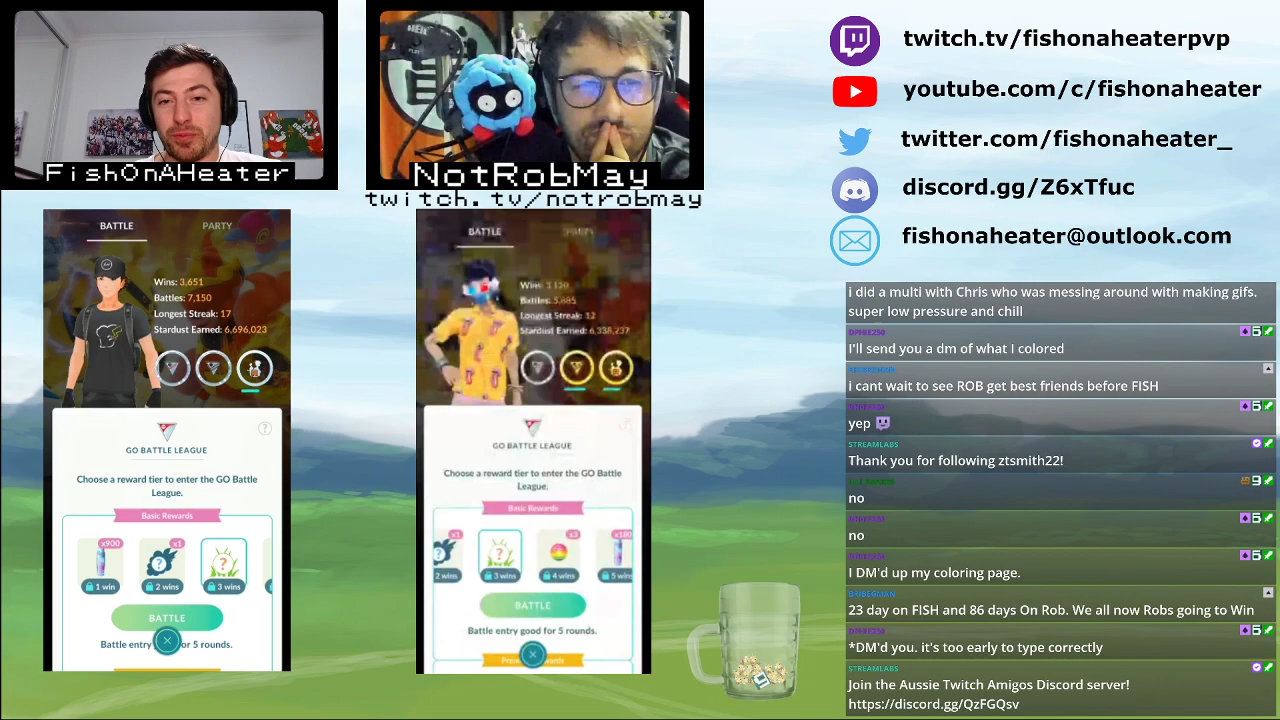 FishOnAHeater
NotRobMay
twitch.tv/notrobmay
twitch.tv/fishonaheaterpvp
youtube.com/c/fishonaheater
twitter.com/fishonaheater_
discord.gg/Z6xTfuc
fishonaheater@outlook.com
BATTLE
PARTY
Wins: 3,651
Battles: 7,150
Longest Streak: 17
Stardust Earned: 6,696,023
GO BATTLE LEAGUE
?
Choose a reward tier to enter the GO Battle
League.
Basic Rewards
x900
x1
1 win
2 wins
3 wins
BATTLE
Battle entry
or 5 rounds.
BATTLE
PARTY
Longest Streak: 12
Stardust Earned: 6,338,237
GO BATTLE LEAGUE
Choose a reward tier to enter the GO Battle
League.
Basic Rewards
x1
x3
x180
2 wins
3 wins
4 wins
5 wins
BATTLE
Battle entry good for 5 rounds.
i did a multi with Chris who was messing around with making gifs.
super low pressure and chill
DPHIE250
I'll send you a dm of what I colored
i cant wait to see ROB get best friends before FISH
yep
STREAMLABS
Thank you for following ztsmith22!
no
no
I DM'd up my coloring page.
23 day on FISH and 86 days On Rob. We all now Robs going to Win
*DM'd you. it's too early to type correctly
STREAMLABS
Join the Aussie Twitch Amigos Discord server!
https://discord.gg/QzFGQsv